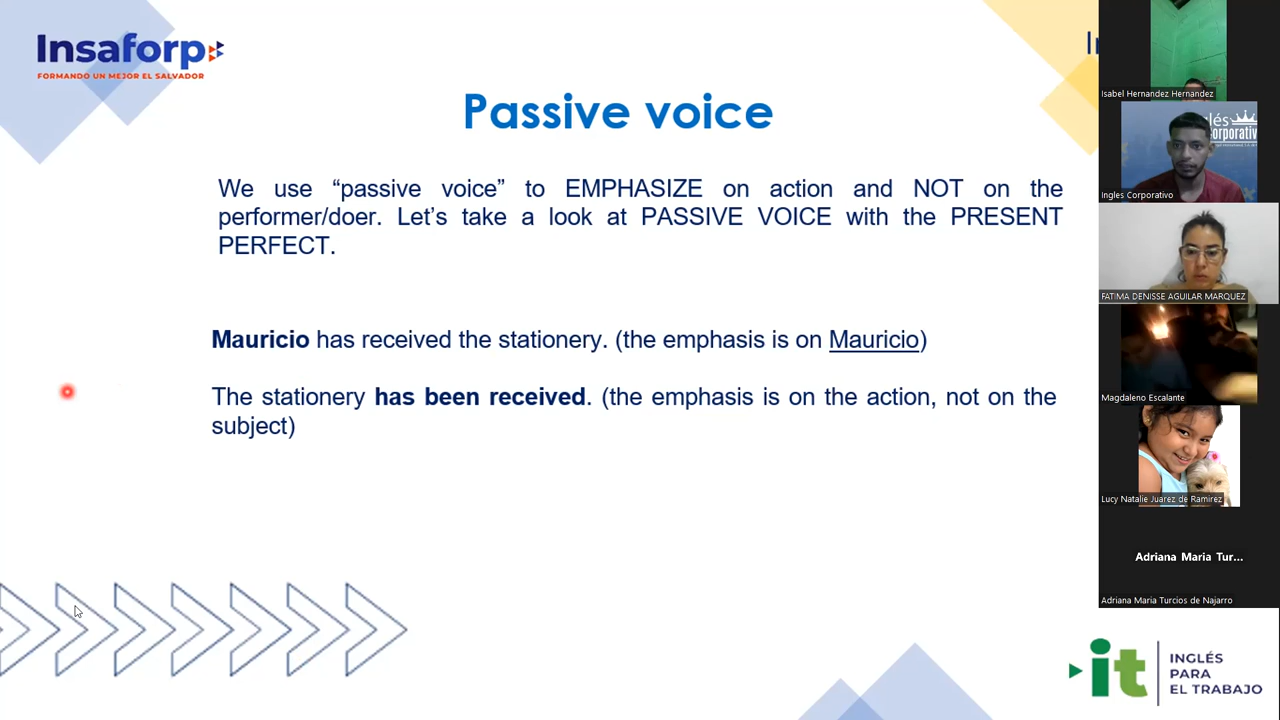 Insaforp
FORMANDO UN MEJOR EL SALVADOR
Passive voice
We use “passive voice” to EMPHASIZE on action and NOT on the
performer/doer. Let’s take a look at PASSIVE VOICE with the PRESENT
PERFECT.
Mauricio has received the stationery. (the emphasis is on Mauricio)
The stationery has been received. (the emphasis is on the action, not on the
subject)
Isabel Hernandez Hernandez
Ingles Corporativo
FATIMA DENISSE AGUILAR MARQUEZ
Magdaleno Escalante
Lucy Natalie Juarez de Ramirez
Adriana Maria Tur...
Adriana Maria Turcios de Najarro
it
INGLÉS
PARA
EL TRABAJO